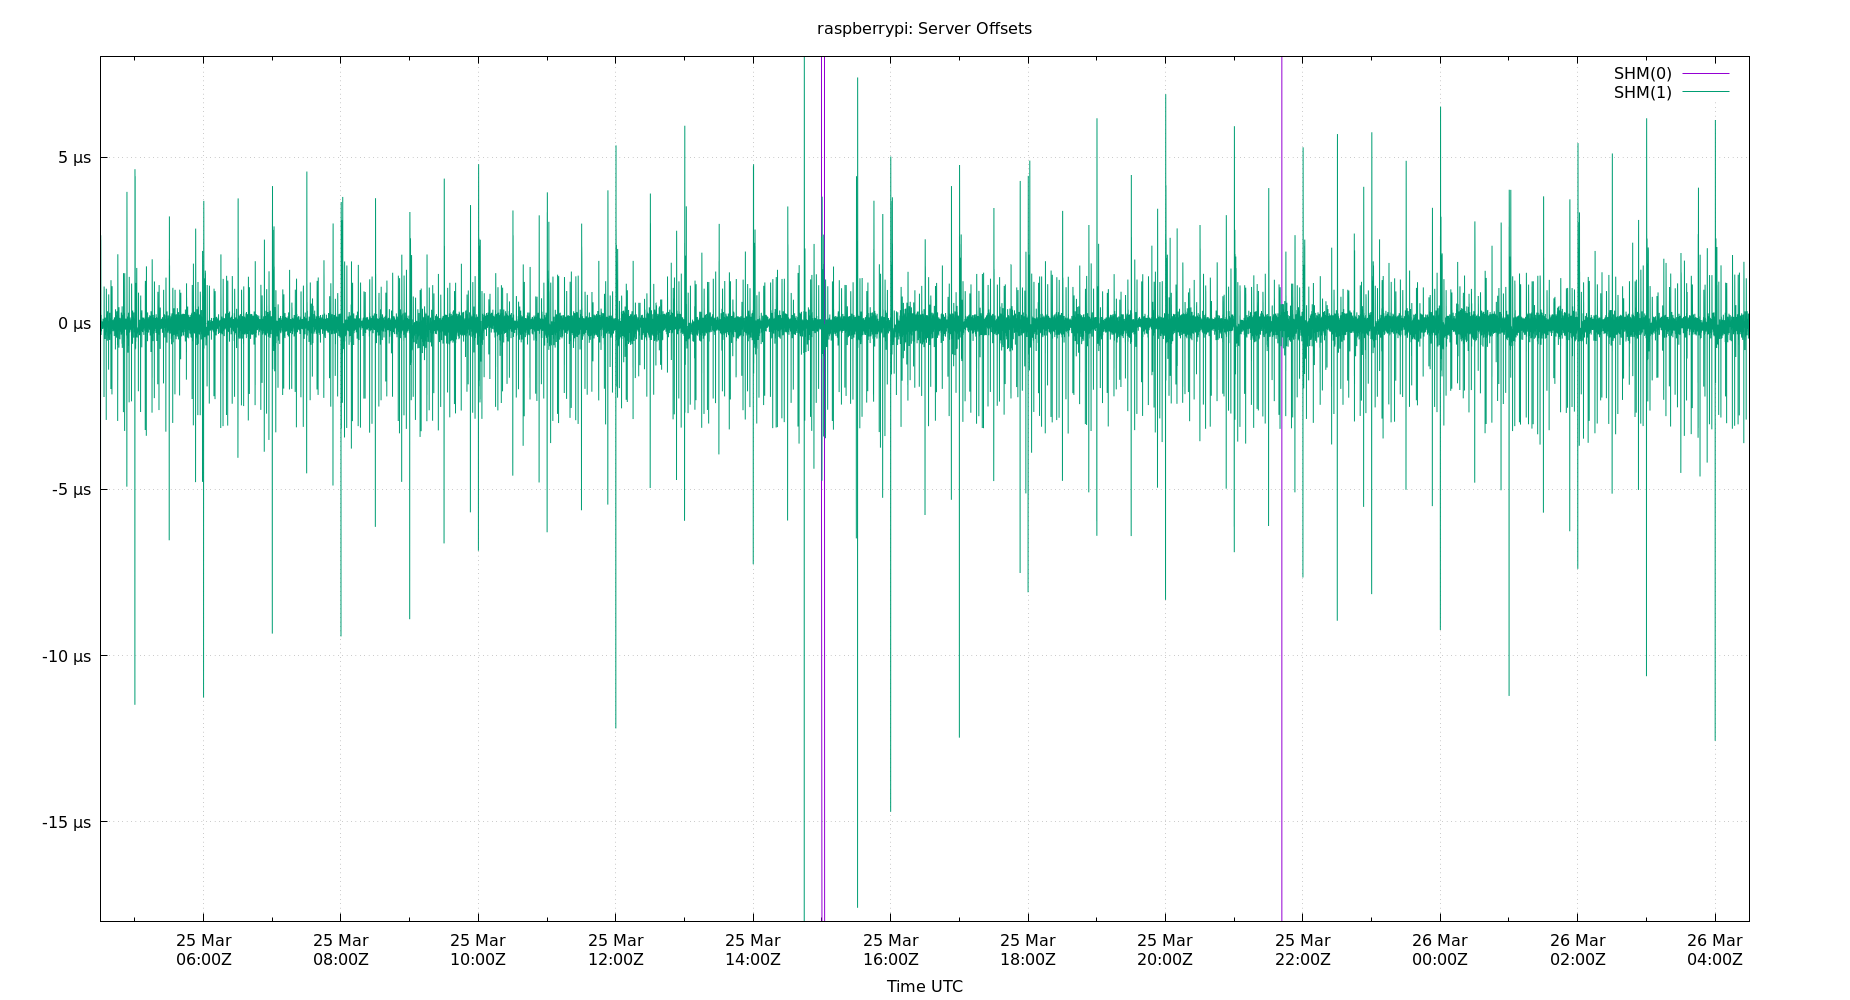 raspberrypi: Server Offsets
SHM(0)
SHM(1)
5 µs
0 µs
-5 µs
-10 µs
-15 µs
25 Mar 25 Mar 25 Mar 25 Mar 25 Mar 25 Mar 25 Mar 25 Mar 25 Mar 26 Mar 26 Mar 26 Mar
06:00Z 08:00Z 10:00Z 12:00Z 14:00Z 16:00Z 18:00Z 20:00Z 22:00Z 00:00Z 02:00Z 04:00Z
Time UTC